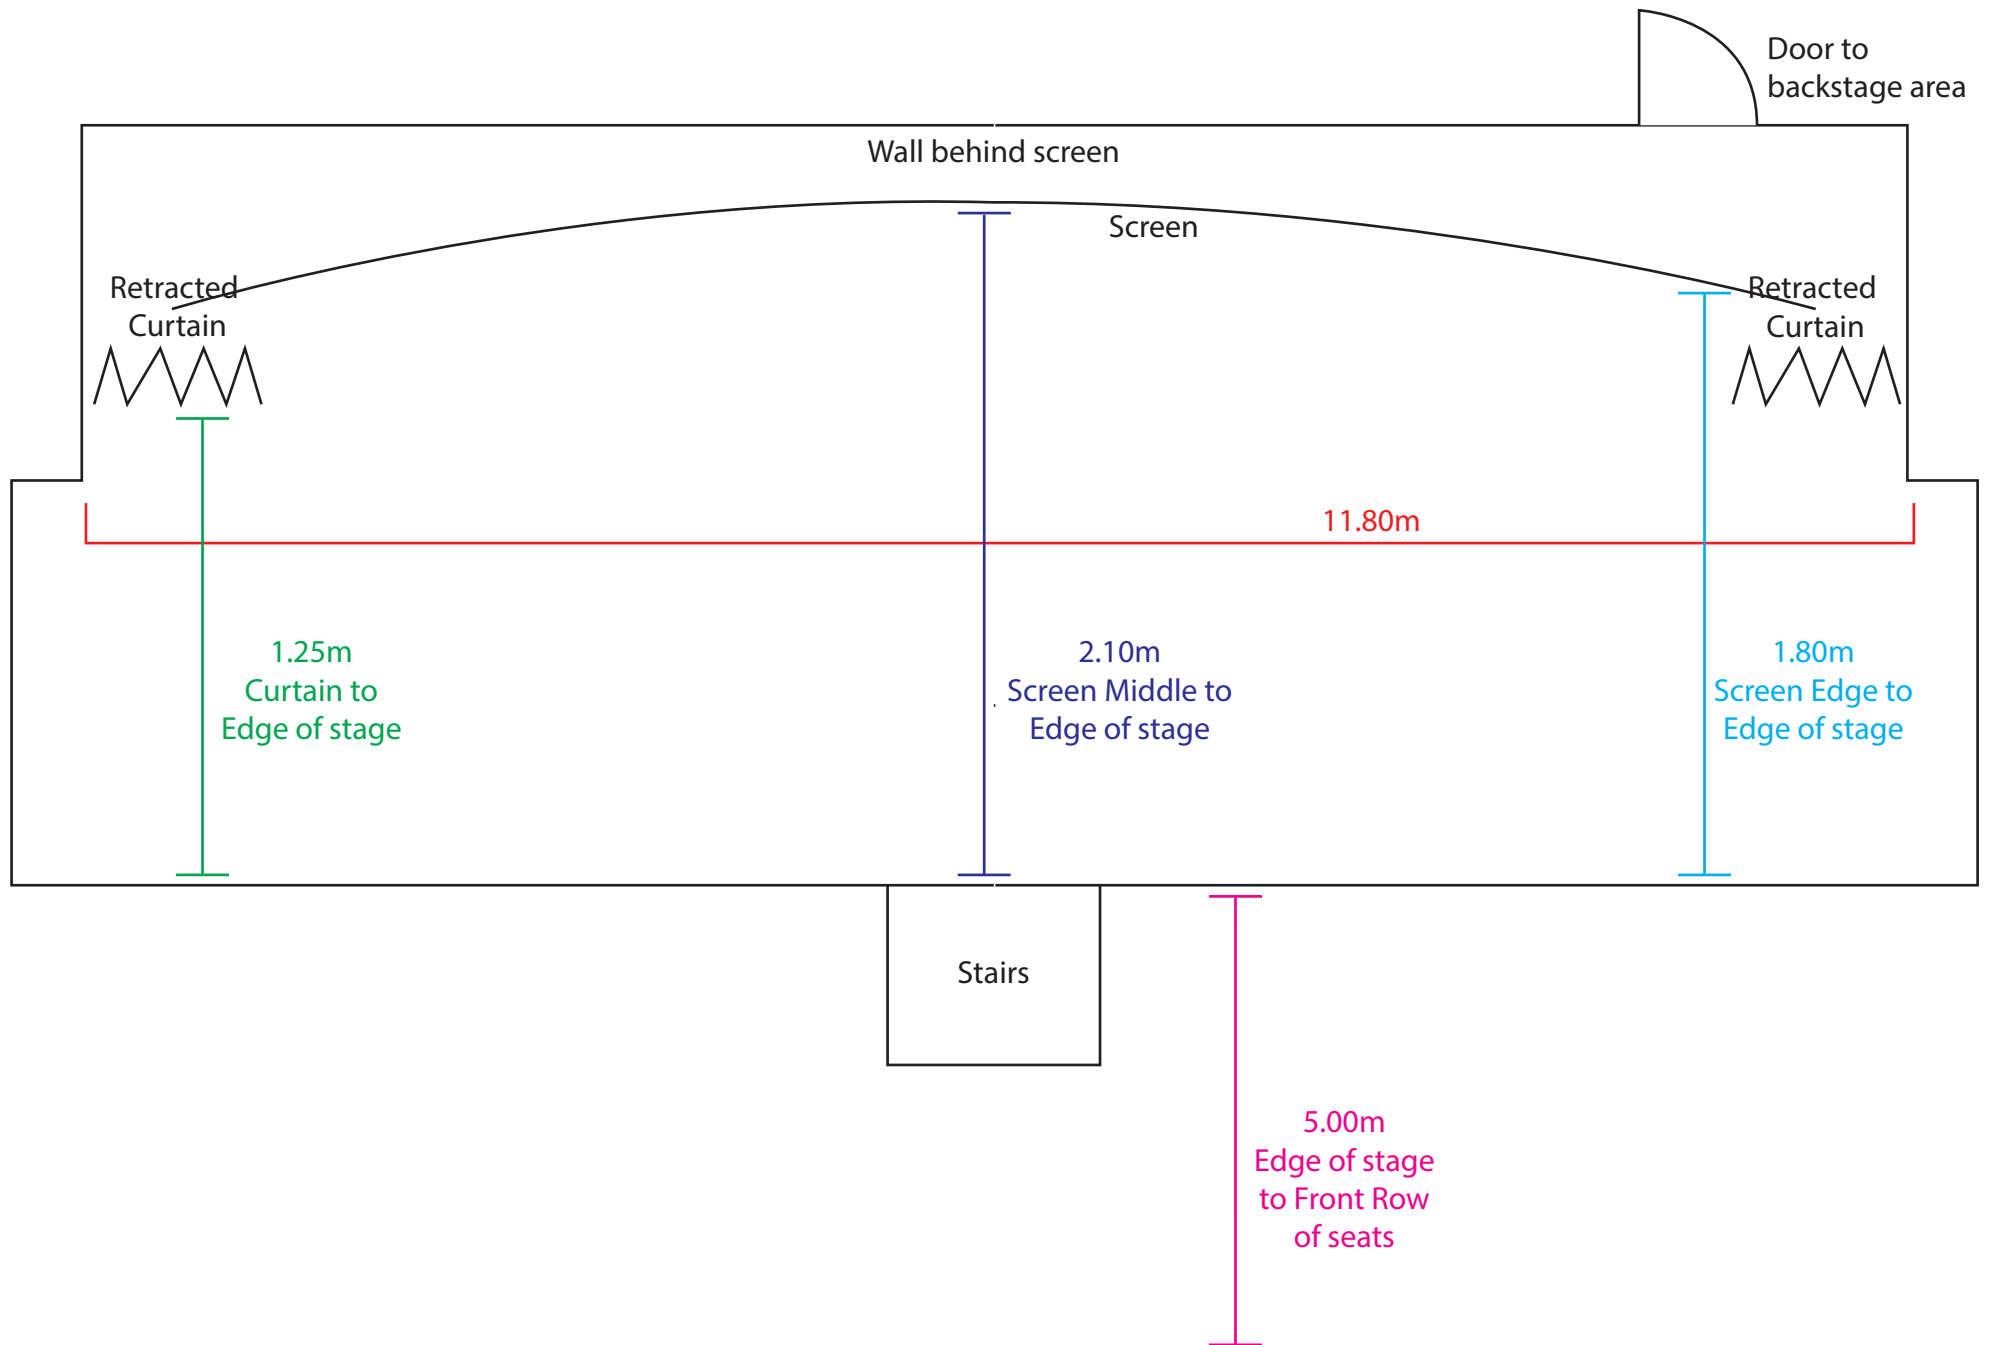 Door to
backstage area
Wall behind screen
Screen
Retracted
Curtain
Retracted
Curtain
11.80m
1.25m
Curtain to
Edge of stage
2.10m
Screen Middle to
Edge of stage
1.80m
Screen Edge to
Edge of stage
Stairs
5.00m
Edge of stage
to Front Row
of seats